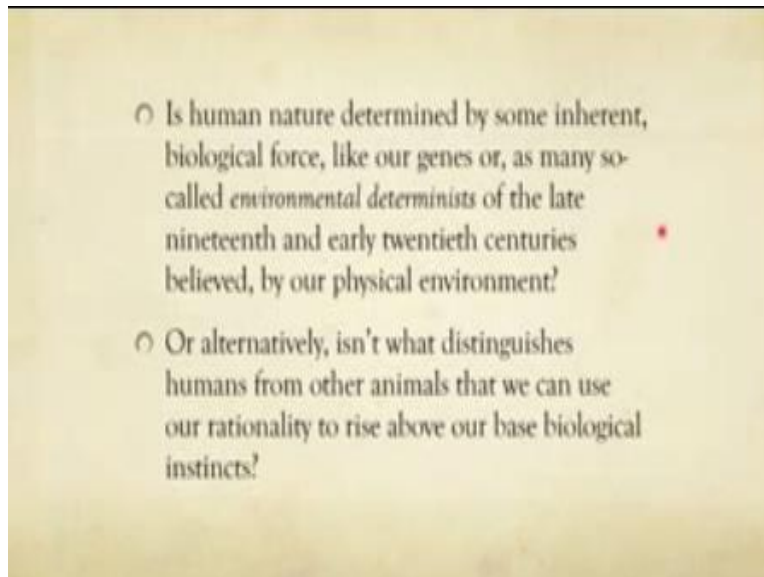 Is human nature determined by some inherent,
biological force, like our genes or, as many so-
called environmental determinists of the late
nineteenth and early twentieth centuries
believed, by our physical environment?
Or alternatively, isn't what distinguishes
humans from other animals that we can use
our rationality to rise above our base biological
instincts?